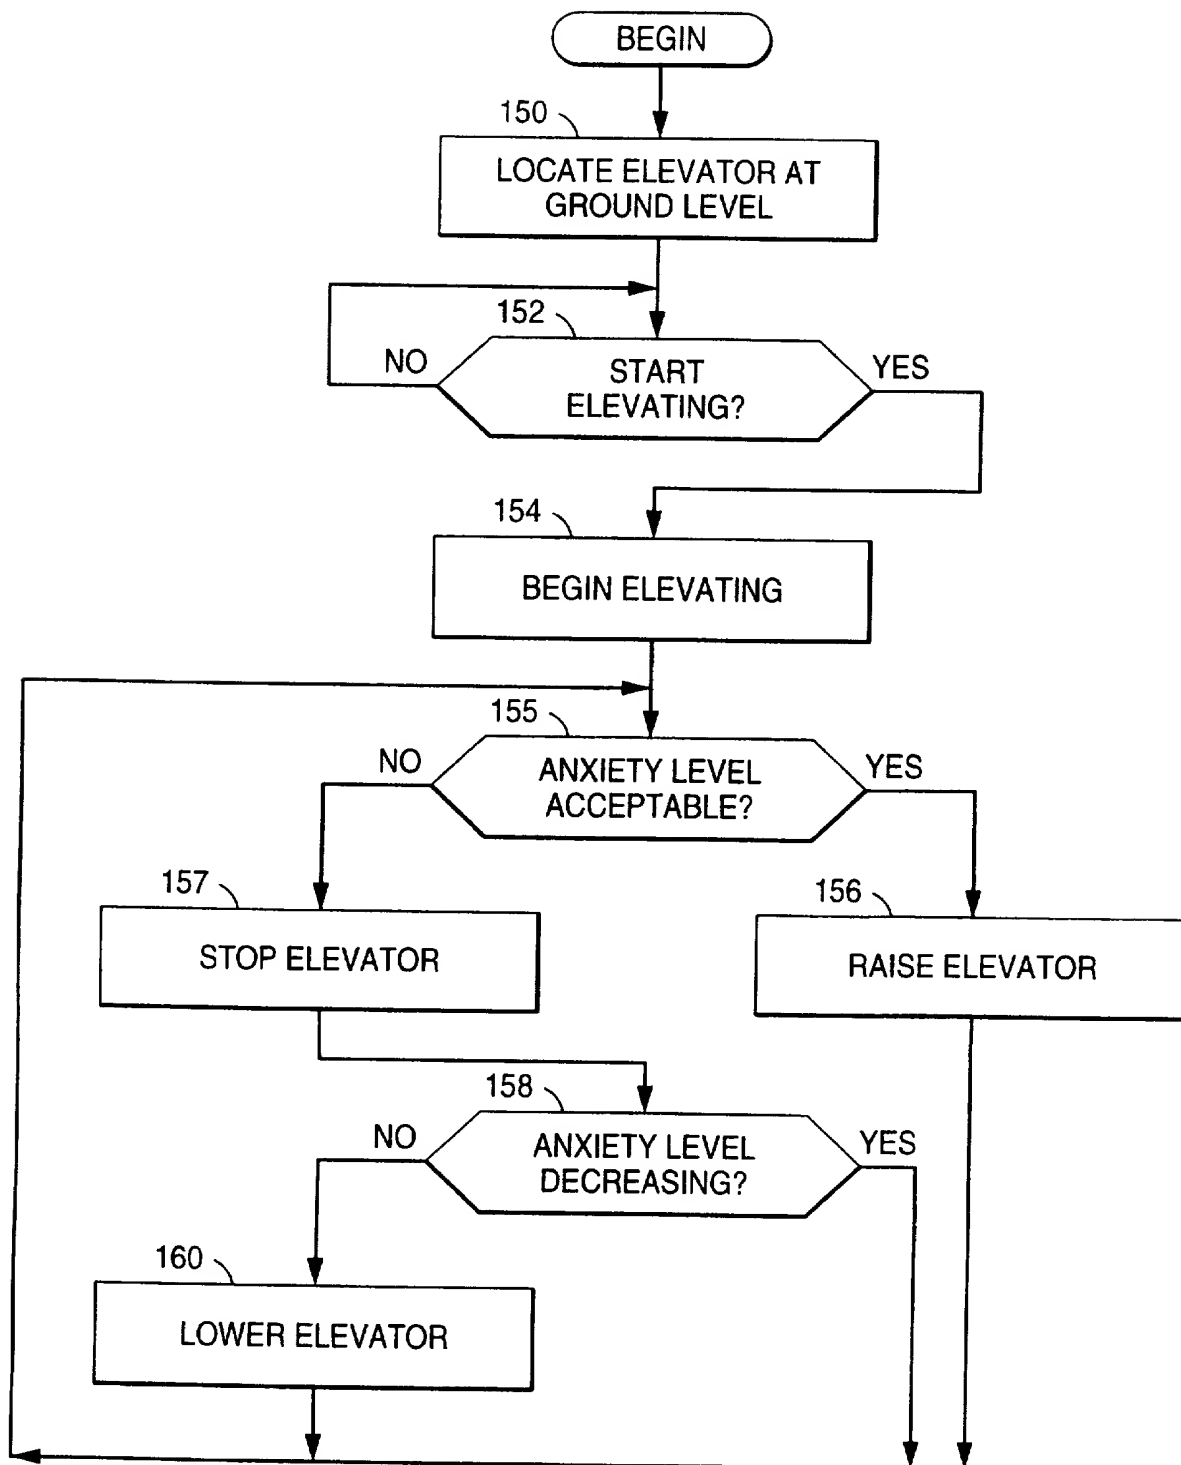 BEGIN
150
LOCATE ELEVATOR AT
GROUND LEVEL
152
NO
START
ELEVATING?
YES
154
BEGIN ELEVATING
155
NO
ANXIETY LEVEL
ACCEPTABLE?
YES
157
STOP ELEVATOR
156
RAISE ELEVATOR
158
NO
ANXIETY LEVEL
DECREASING?
YES
160
LOWER ELEVATOR